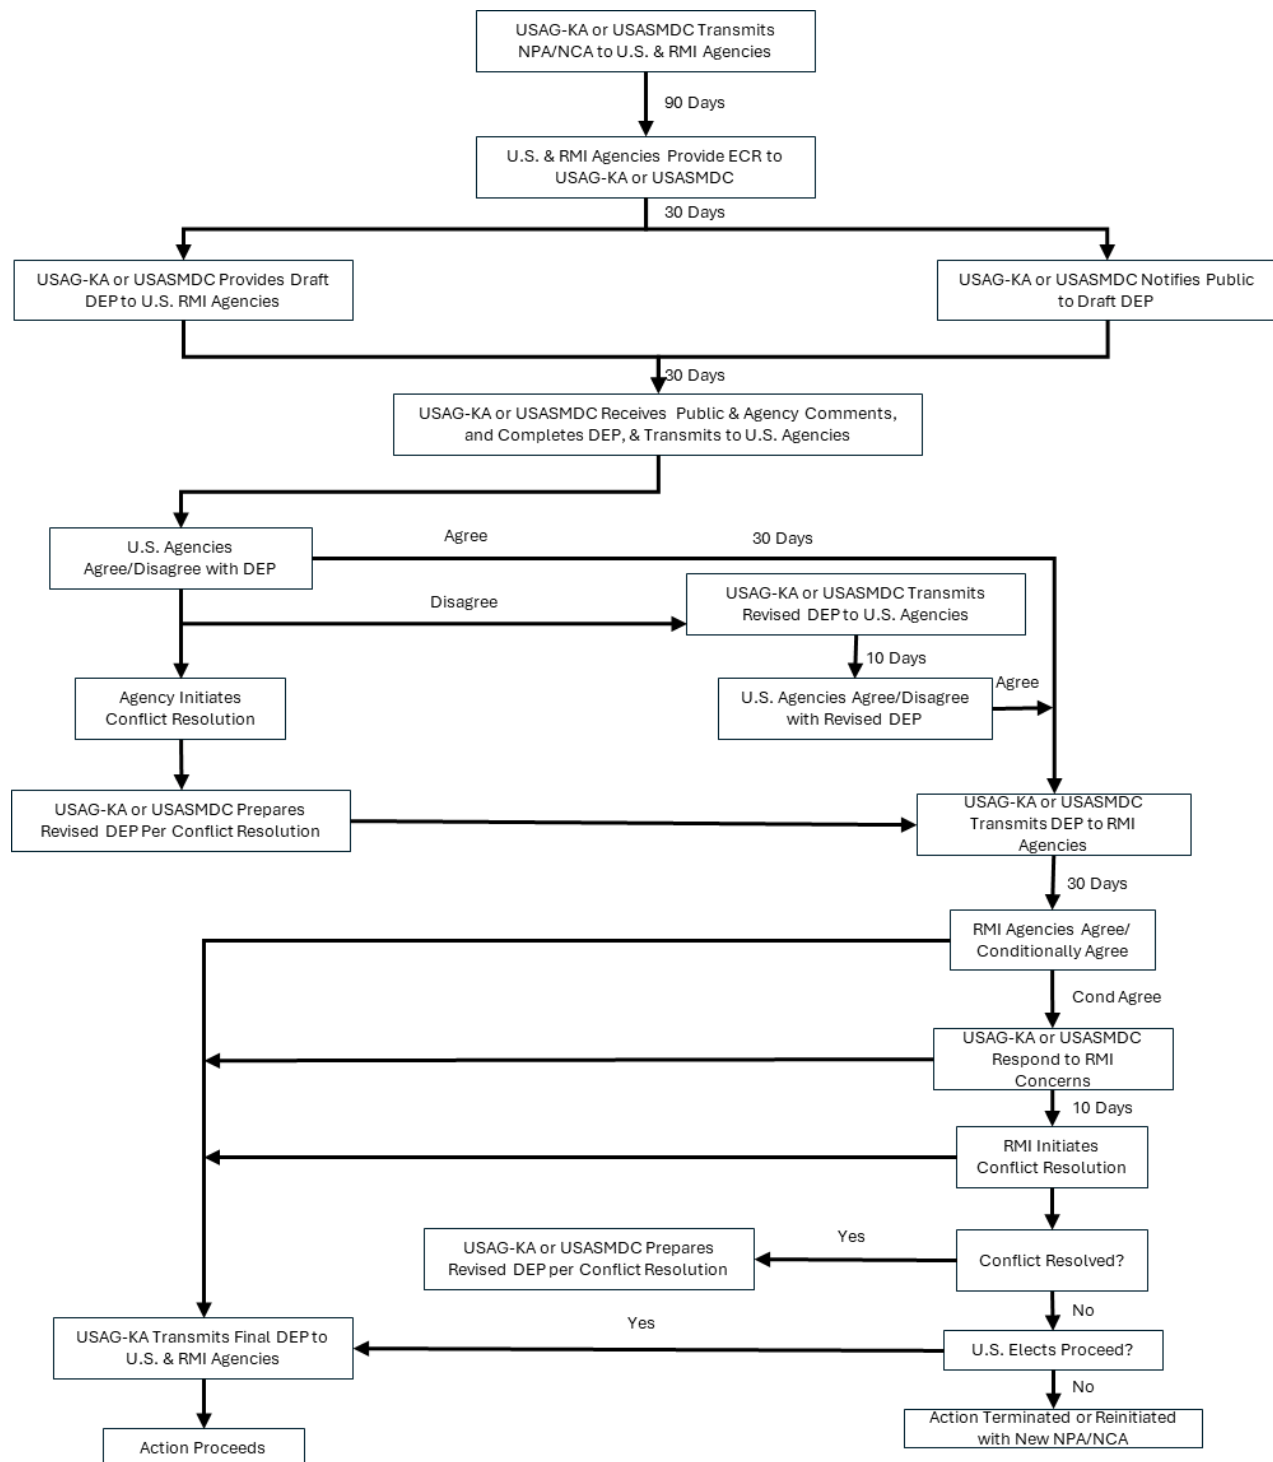 USAG-KA or USASMDC Transmits
NPA/NCA to U.S. & RMI Agencies
90 Days
U.S. & RMI Agencies Provide ECR to
USAG-KA or USASMDC
30 Days
USAG-KA or USASMDC Provides Draft
DEP to U.S. RMI Agencies
USAG-KA or USASMDC Notifies Public
to Draft DEP
30 Days
USAG-KA or USASMDC Receives Public & Agency Comments,
and Completes DEP, & Transmits to U.S. Agencies
U.S. Agencies
Agree/Disagree with DEP
Agree
30 Days
Disagree
USAG-KA or USASMDC Transmits
Revised DEP to U.S. Agencies
10 Days
Agency Initiates
Conflict Resolution
U.S. Agencies Agree/Disagree
with Revised DEP
Agree
USAG-KA or USASMDC Prepares
Revised DEP Per Conflict Resolution
USAG-KA or USASMDC
Transmits DEP to RMI
Agencies
30 Days
RMI Agencies Agree/
Conditionally Agree
Cond Agree
USAG-KA or USASMDC
Respond to RMI
Concerns
10 Days
RMI Initiates
Conflict Resolution
USAG-KA or USASMDC Prepares
Revised DEP per Conflict Resolution
Yes
Conflict Resolved?
No
USAG-KA Transmits Final DEP to
U.S. & RMI Agencies
Yes
U.S. Elects Proceed?
No
Action Terminated or Reinitiated
with New NPA/NCA
Action Proceeds